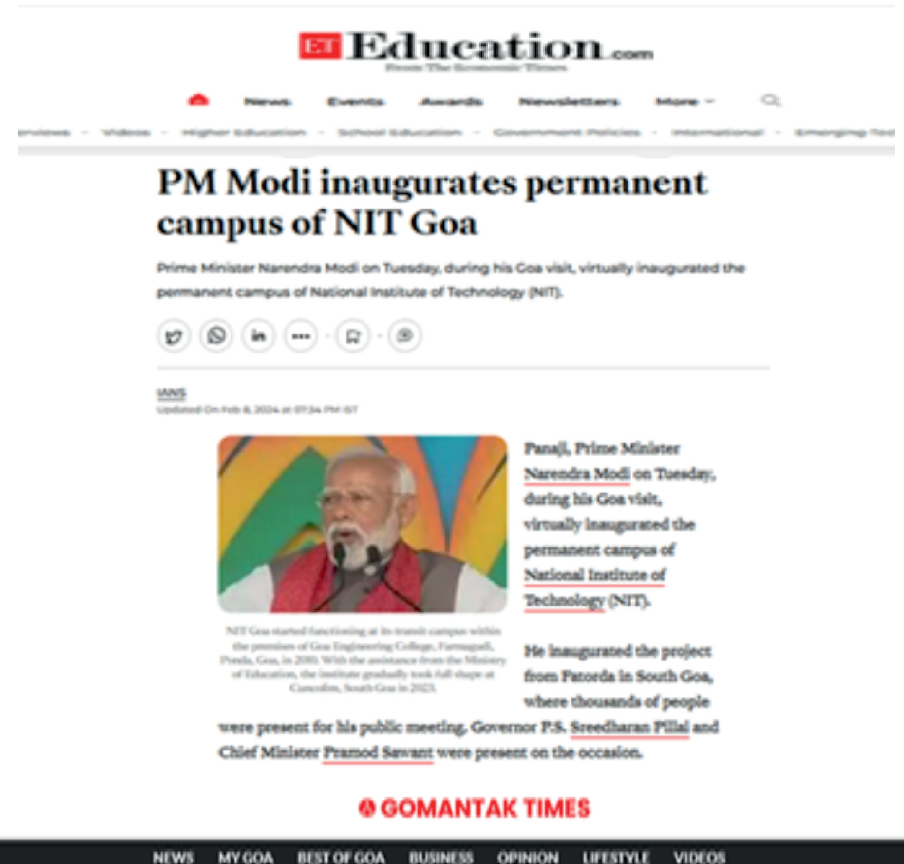 ET Education.com
From The Economic Times
News Events Awards Newsletters More
erviews Videos Higher Education School Education Government Policies International Emerging Tec
PM Modi inaugurates permanent
campus of NIT Goa
Prime Minister Narendra Modi on Tuesday, during his Goa visit, virtually inaugurated the
permanent campus of National Institute of Technology (NIT).
in
IANS
Updated On Feb 8, 2024 at 07:34 PM IST
Panaji, Prime Minister
Narendra Modi on Tuesday,
during his Goa visit,
virtually inaugurated the
permanent campus of
National Institute of
Technology (NIT).
NIT Goa started functioning at its transit campus within
the premises of Goa Engineering College, Farmagudi,
Ponda, Goa, in 2010. With the assistance from the Ministry
of Education, the institute gradually took full shape at
Cuncolim, South Goa in 2023.
He inaugurated the project
from Fatorda in South Goa,
where thousands of people
were present for his public meeting. Governor P.S. Sreedharan Pillai and
Chief Minister Pramod Sawant were present on the occasion.
GOMANTAK TIMES
NEWS MY GOA BEST OF GOA BUSINESS OPINION LIFESTYLE VIDEOS